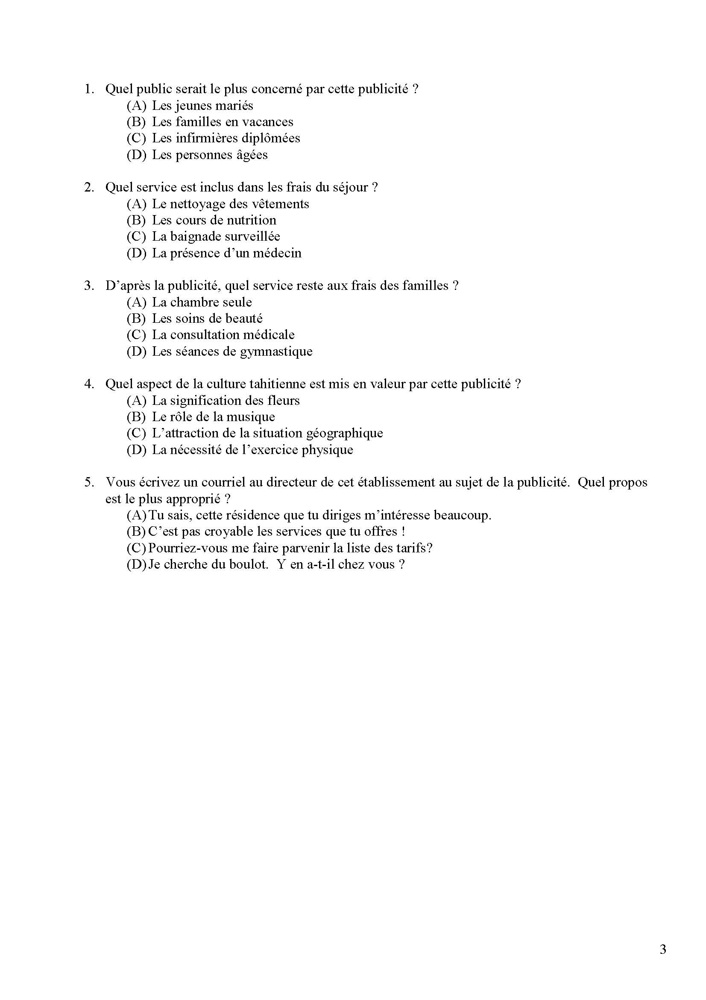 1. Quel public serait le plus concerné par cette publicité ?
(A) Les jeunes mariés
(B) Les familles en vacances
(C) Les infirmières diplômées
(D) Les personnes âgées
2. Quel service est inclus dans les frais du séjour ?
(A) Le nettoyage des vêtements
(B) Les cours de nutrition
(C) La baignade surveillée
(D) La présence d’un médecin
3. D’après la publicité, quel service reste aux frais des familles ?
(A) La chambre seule
(B) Les soins de beauté
(C) La consultation médicale
(D) Les séances de gymnastique
4. Quel aspect de la culture tahitienne est mis en valeur par cette publicité ?
(A) La signification des fleurs
(B) Le rôle de la musique
(C) L’attraction de la situation géographique
(D) La nécessité de l’exercice physique
5. Vous écrivez un courriel au directeur de cet établissement au sujet de la publicité. Quel propos
est le plus approprié ?
(A) Tu sais, cette résidence que tu diriges m’intéresse beaucoup.
(B) C’est pas croyable les services que tu offres !
(C) Pourriez-vous me faire parvenir la liste des tarifs?
(D) Je cherche du boulot. Y en a-t-il chez vous ?
3